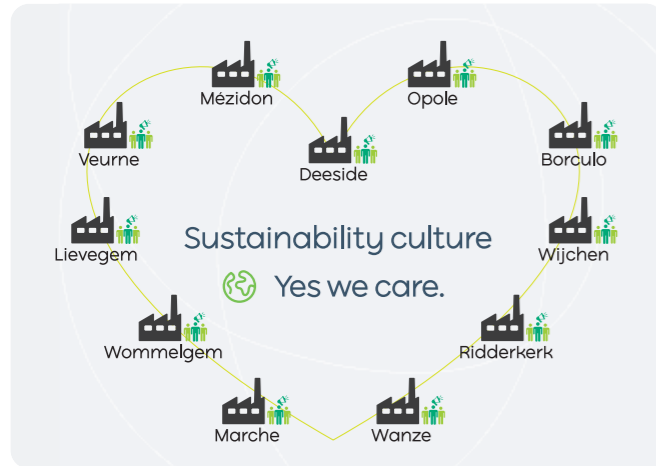 Mézidon
Opole
Veurne
Deeside
Borculo
Lievegem
Sustainability culture
Wijchen
Yes we care.
Wommelgem
Ridderkerk
Marche
Wanze